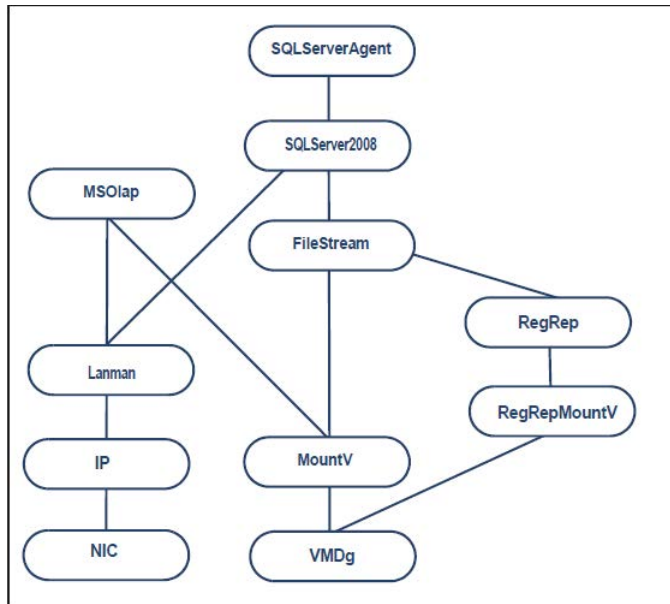 SQLServerAgent
SQLServer2008
MSOlap
FileStream
RegRep
Lanman
RegRepMountV
IP
MountV
NIC
VMDg